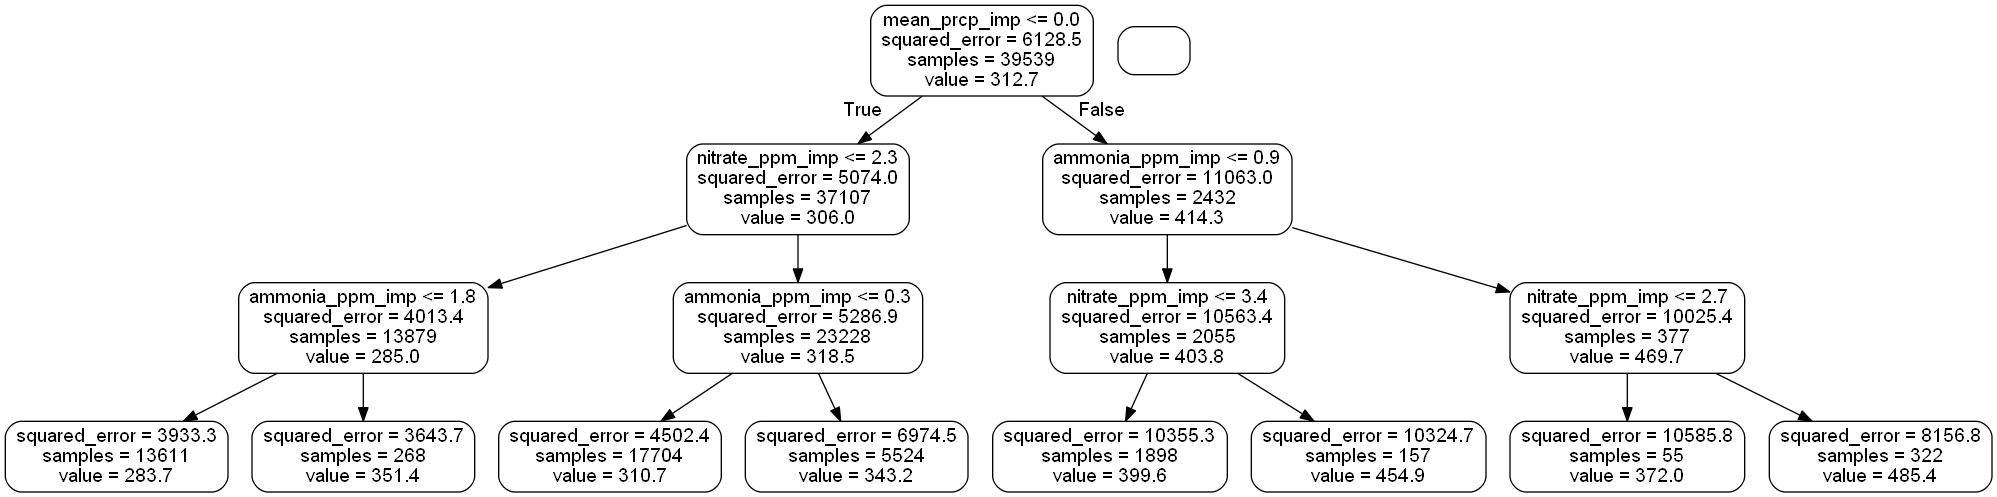 mean_prcp_imp <= 0.0
squared_error = 6128.5
samples = 39539
value = 312.7
True
False
nitrate_ppm_imp <= 2.3
squared_error = 5074.0
samples = 37107
value = 306.0
ammonia_ppm_imp <= 0.9
squared_error = 11063.0
samples = 2432
value = 414.3
ammonia_ppm_imp <= 1.8
squared_error = 4013.4
samples = 13879
value = 285.0
ammonia_ppm_imp <= 0.3
squared_error = 5286.9
samples = 23228
value = 318.5
nitrate_ppm_imp <= 3.4
squared_error = 10563.4
samples = 2055
value = 403.8
nitrate_ppm_imp <= 2.7
squared_error = 10025.4
samples = 377
value = 469.7
squared_error = 3933.3
samples = 13611
value = 283.7
squared_error = 3643.7
samples = 268
value = 351.4
squared_error = 4502.4
samples = 17704
value = 310.7
squared_error = 6974.5
samples = 5524
value = 343.2
squared_error = 10355.3
samples = 1898
value = 399.6
squared_error = 10324.7
samples = 157
value = 454.9
squared_error = 10585.8
samples = 55
value = 372.0
squared_error = 8156.8
samples = 322
value = 485.4